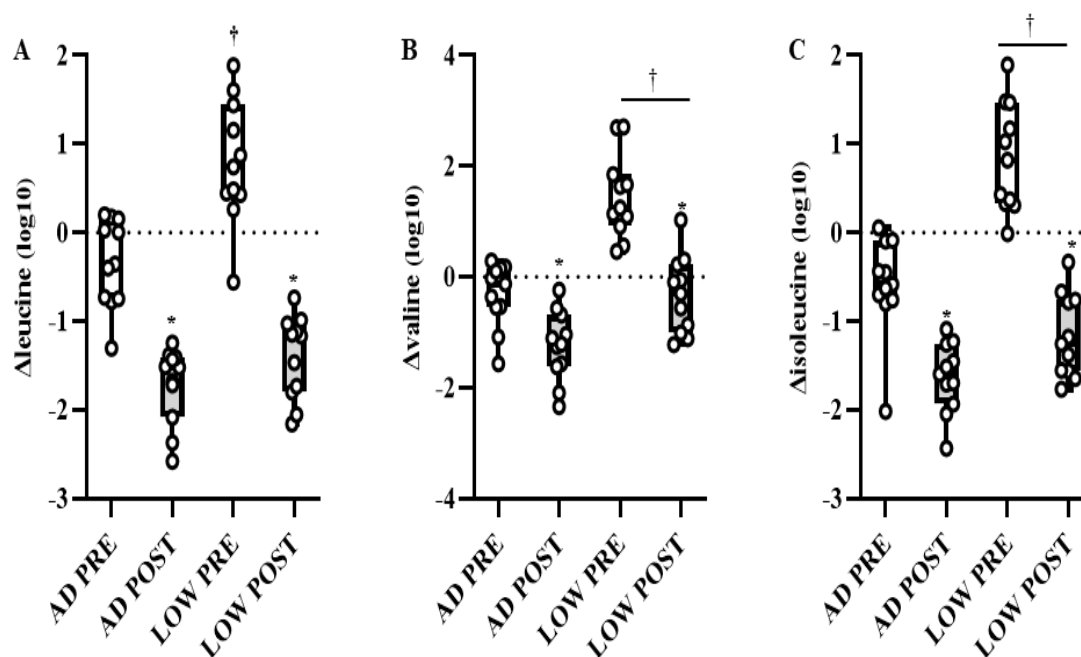 A
†
2
1
0
-1
-2
-3
Δleucine (log10)
*
*
AD PRE
AD POST
LOW PRE
LOW POST
B
†
4
2
0
-2
-4
Δvaline (log10)
*
*
AD PRE
AD POST
LOW PRE
LOW POST
C
†
2
1
0
-1
-2
-3
Δisoleucine (log10)
*
*
AD PRE
AD POST
LOW PRE
LOW POST